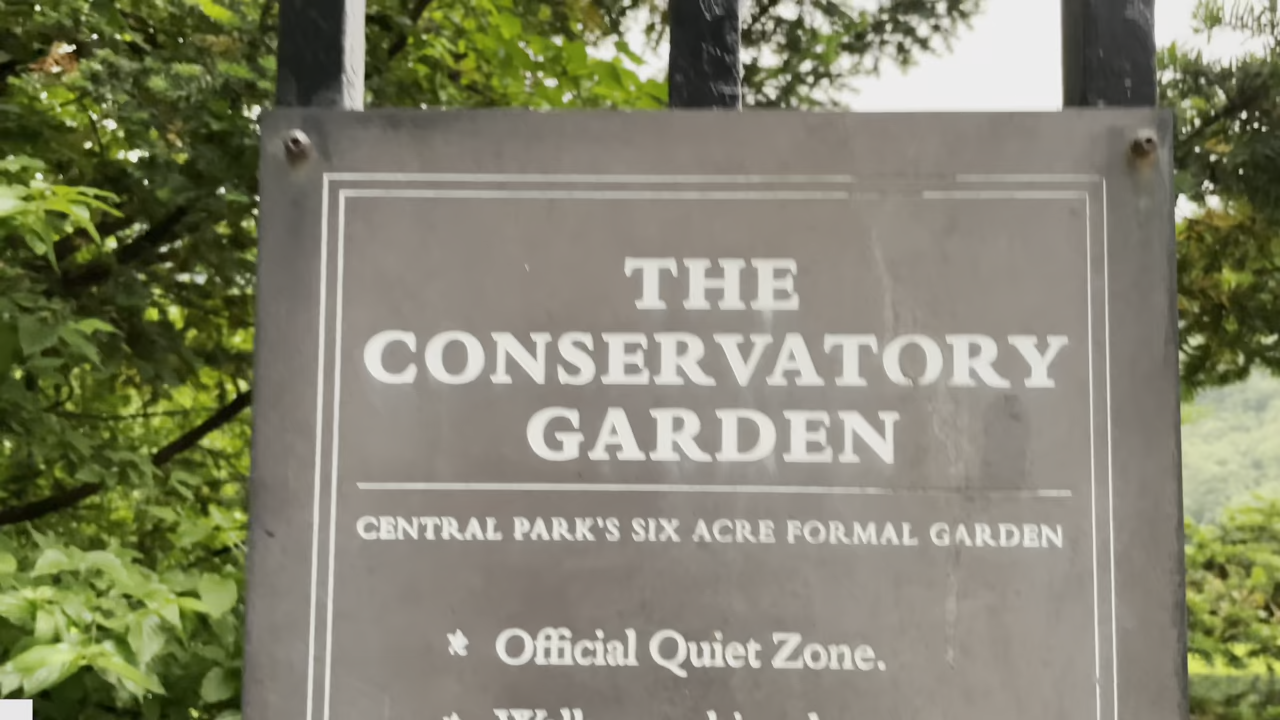 THE
CONSERVATORY
GARDEN
CENTRAL PARK'S SIX ACRE FORMAL GARDEN
* Official Quiet Zone.